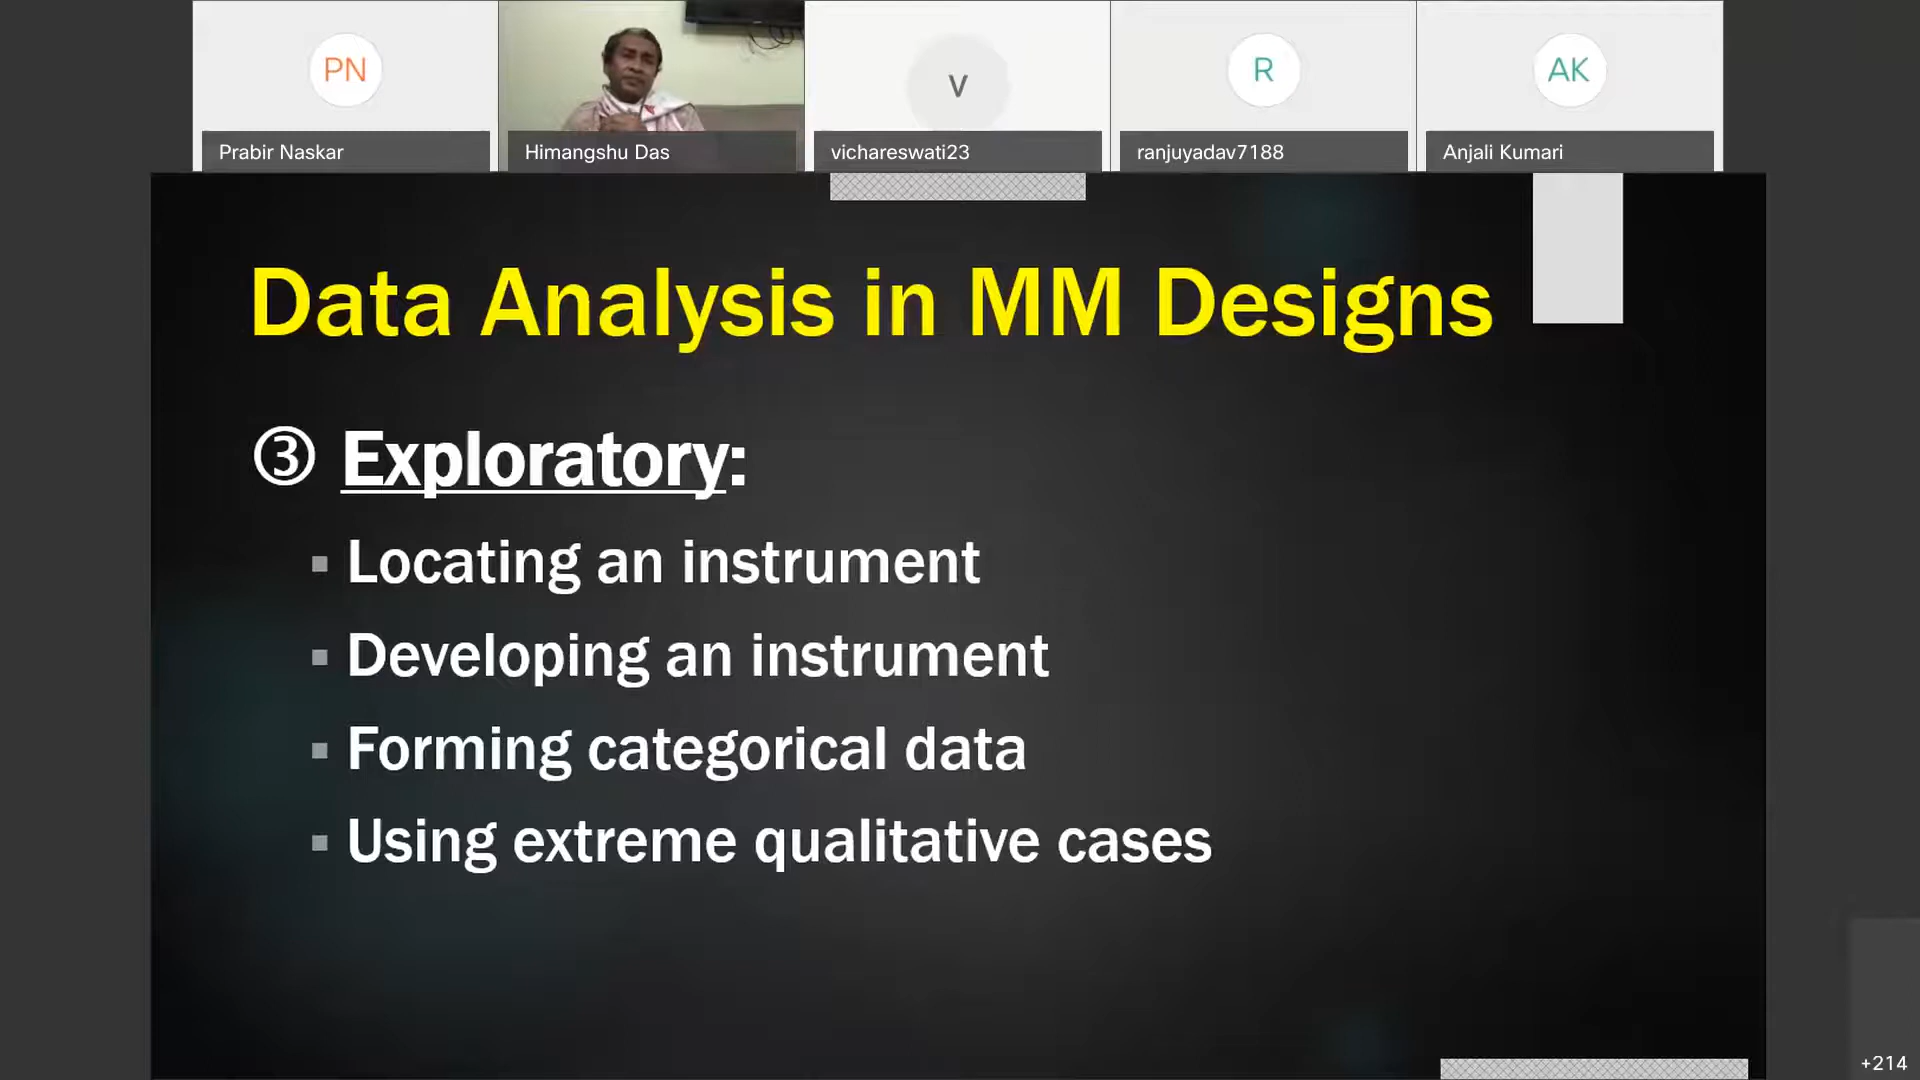 PN
V
R
AK
Prabir Naskar
Himangshu Das
vichareswati23
ranjuyadav7188
Anjali Kumari
Data Analysis in MM Designs
③ Exploratory:
▪ Locating an instrument
▪ Developing an instrument
▪ Forming categorical data
▪ Using extreme qualitative cases
+214